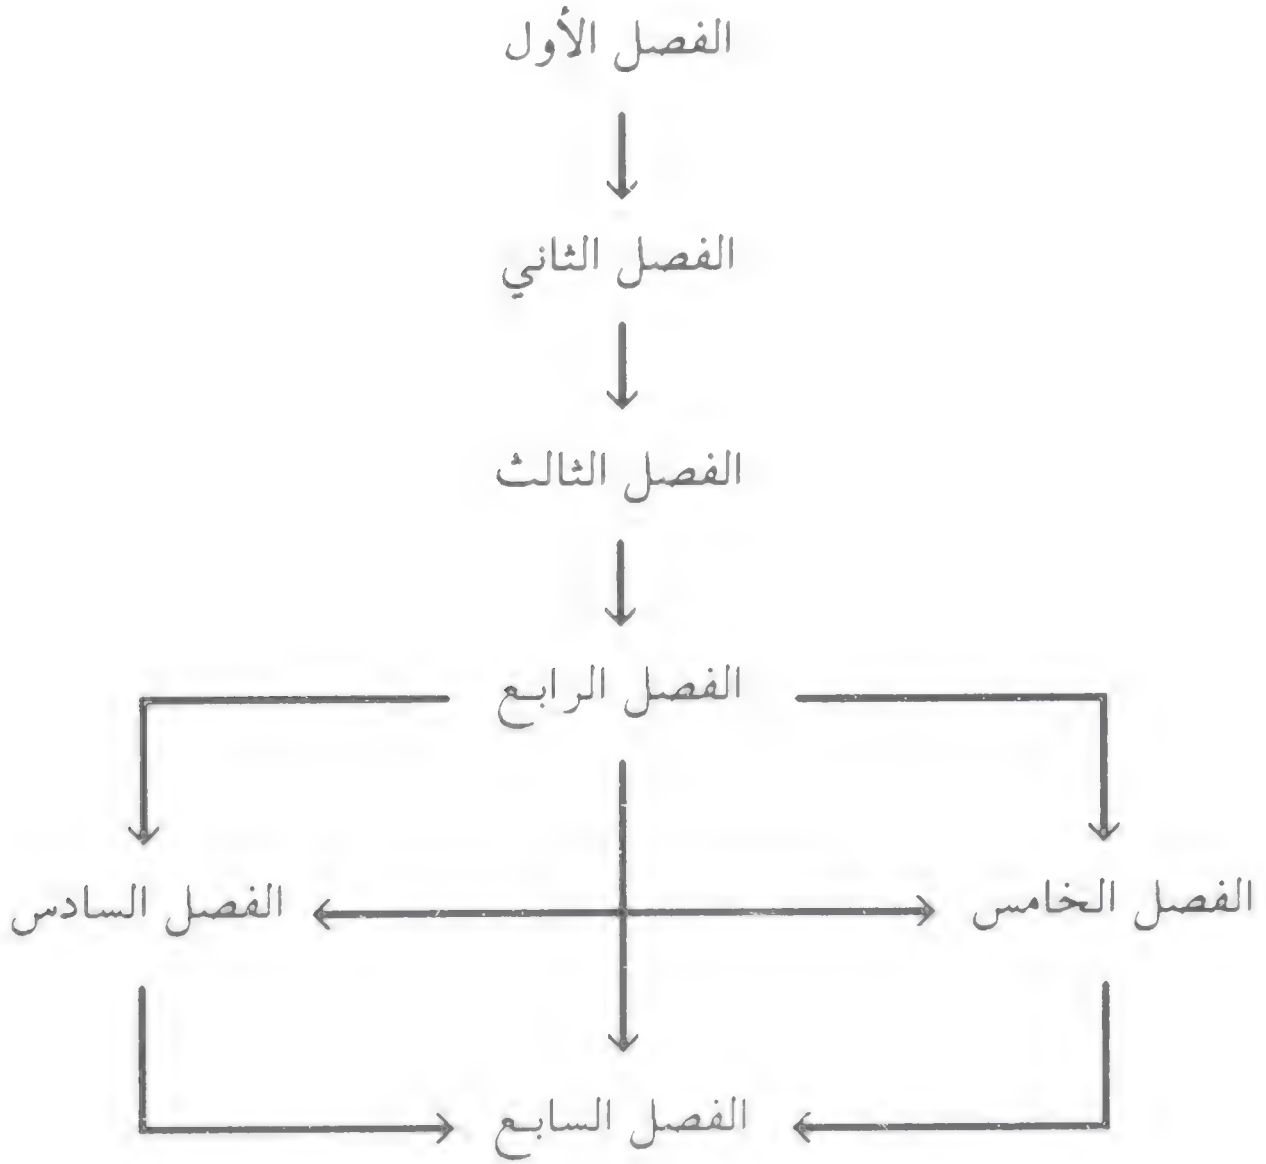 الفصل الأول
الفصل الثاني
الفصل الثالث
الفصل الرابع
الفصل الخامس
الفصل السادس
الفصل السابع